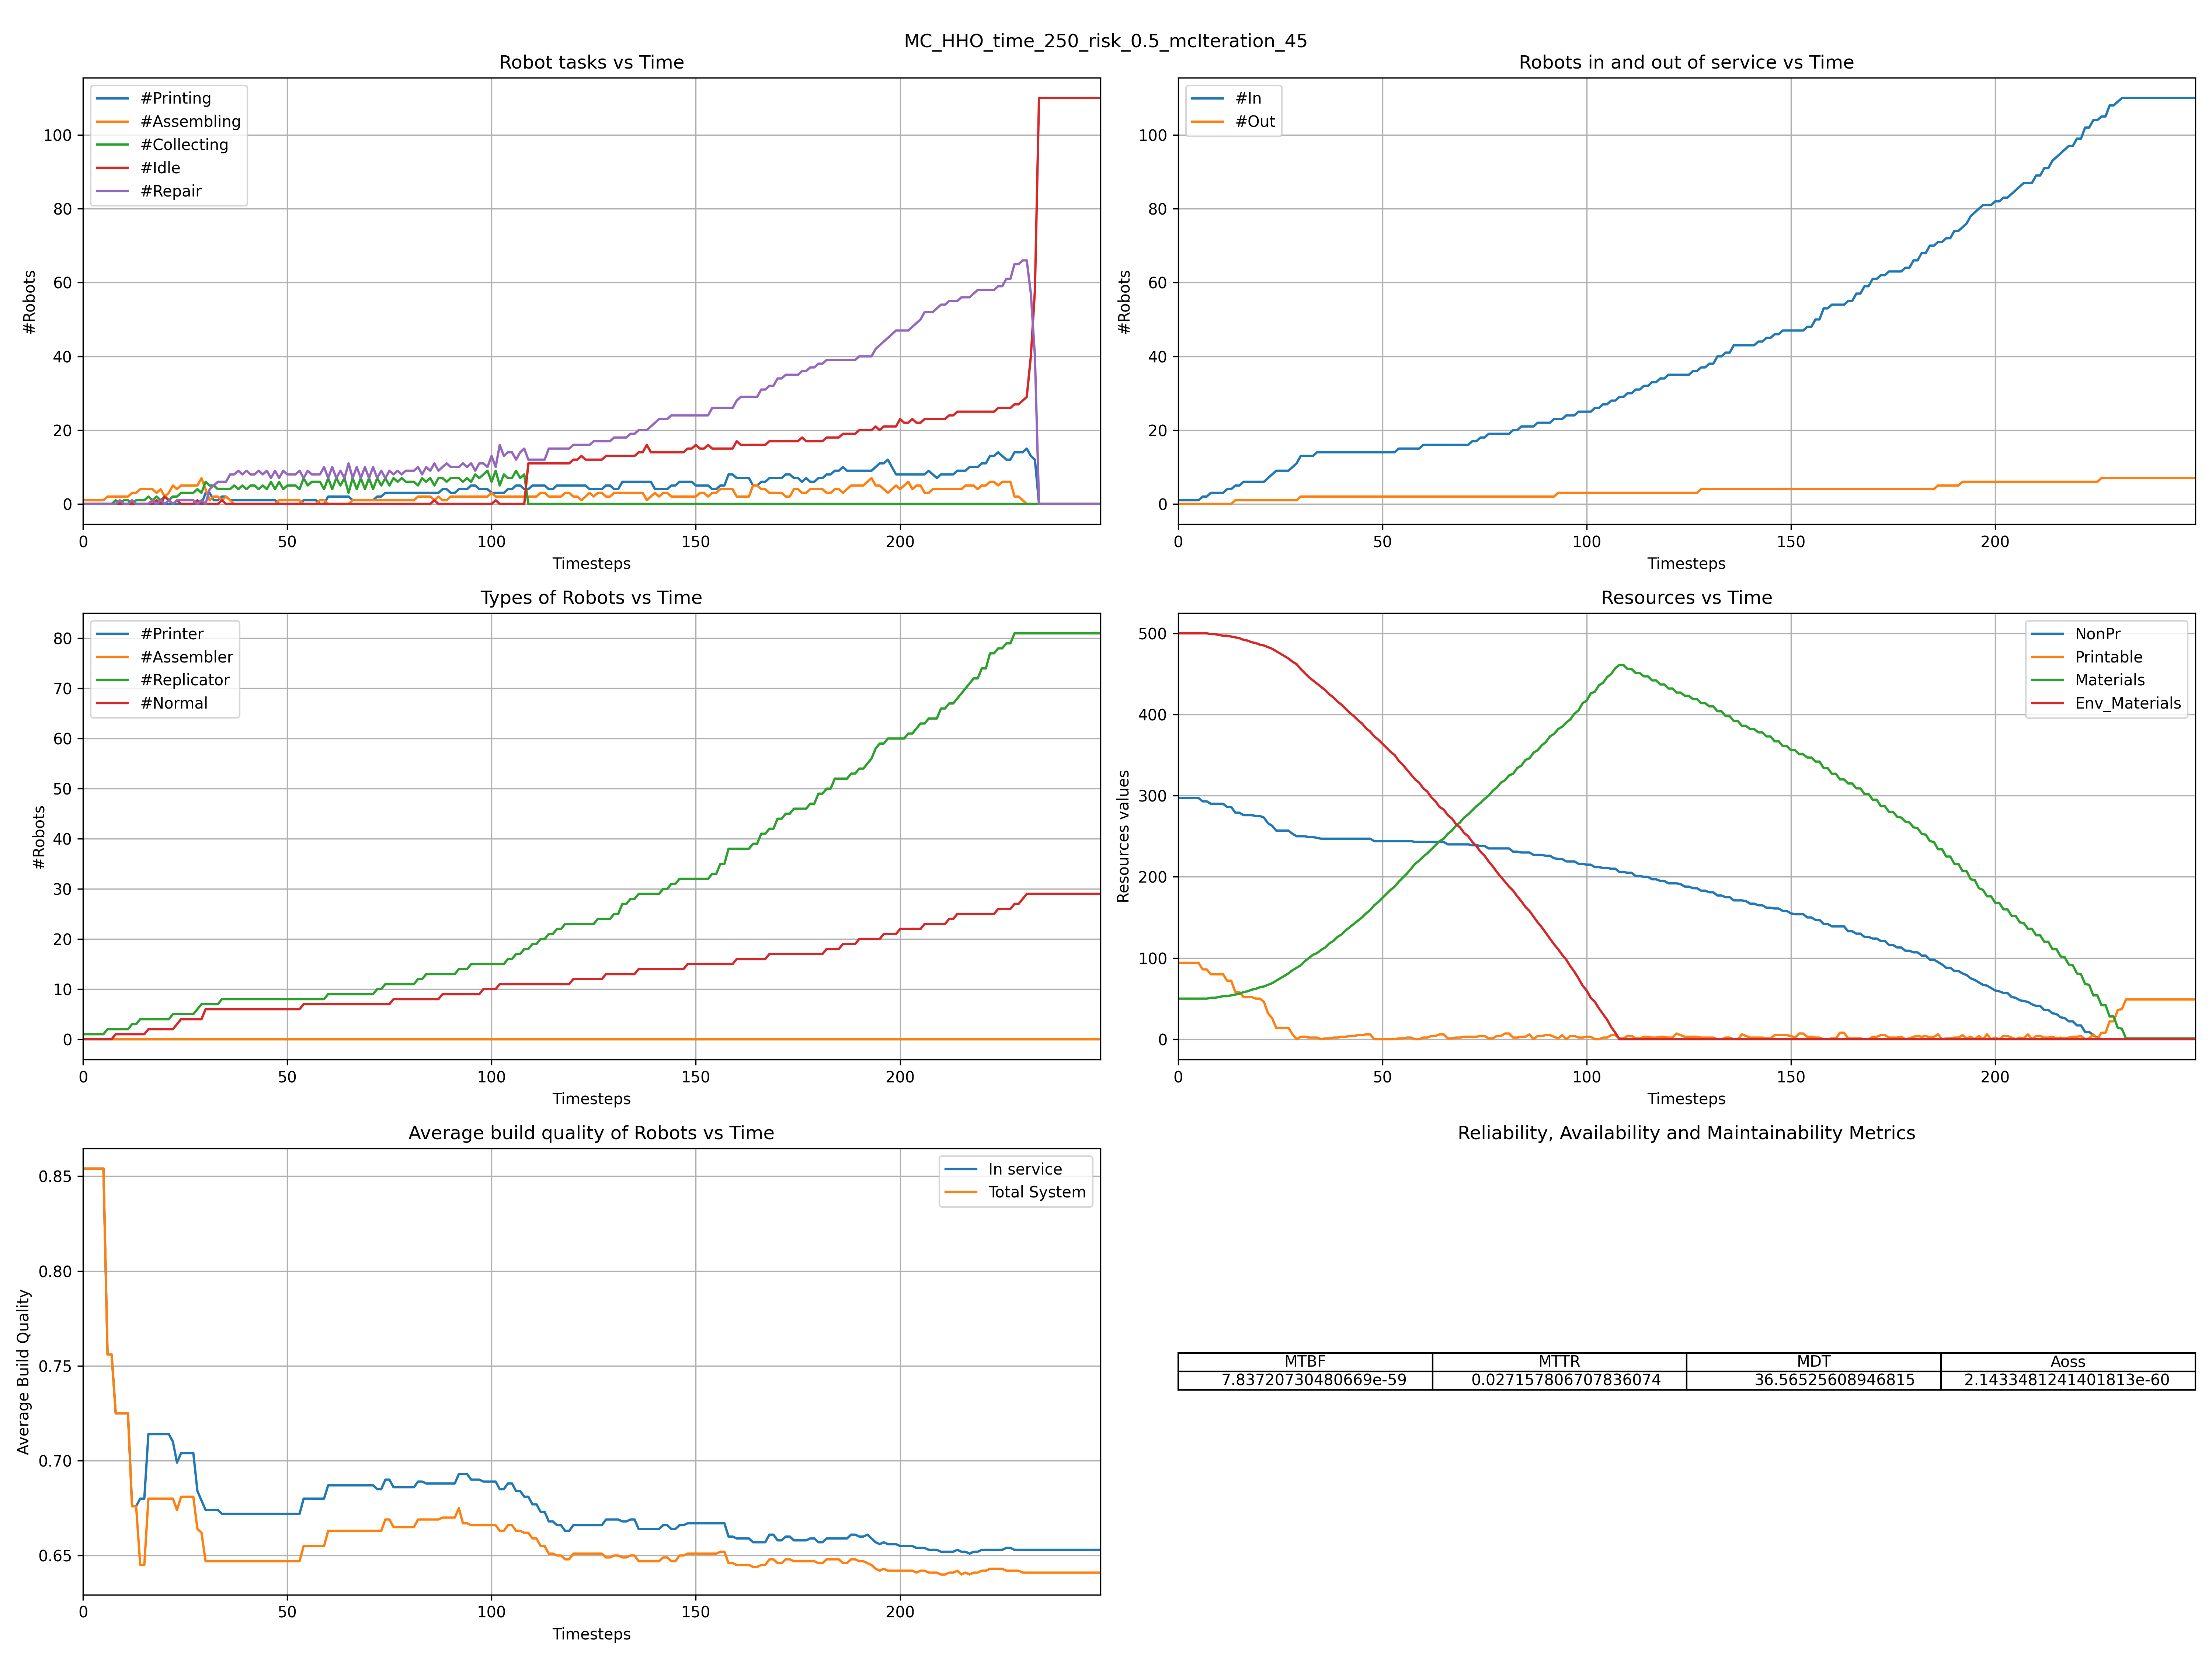 MC_HHO_time_250_risk_0.5_mcIteration_45
Robot tasks vs Time
#Printing
#Assembling
#Collecting
#Idle
#Repair
100
80
60
40
20
0
#Robots
0 50 100 150 200
Timesteps
Robots in and out of service vs Time
#In
#Out
100
80
60
40
20
0
#Robots
0 50 100 150 200
Timesteps
Types of Robots vs Time
#Printer
#Assembler
#Replicator
#Normal
80
70
60
50
40
30
20
10
0
#Robots
0 50 100 150 200
Timesteps
Resources vs Time
NonPr
Printable
Materials
Env_Materials
500
400
300
200
100
0
Resources values
0 50 100 150 200
Timesteps
Average build quality of Robots vs Time
In service
Total System
0.85
0.80
0.75
0.70
0.65
Average Build Quality
0 50 100 150 200
Timesteps
Reliability, Availability and Maintainability Metrics
MTBF MTTR MDT Aoss
7.83720730480669e-59 0.027157806707836074 36.56525608946815 2.1433481241401813e-60